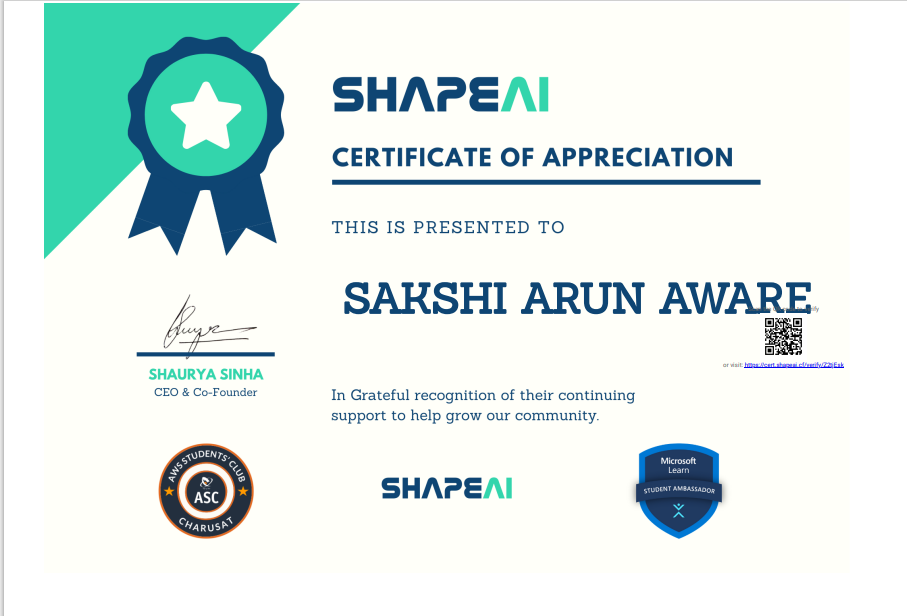 SHAPEAI
CERTIFICATE OF APPRECIATION
THIS IS PRESENTED TO
SAKSHI ARUN AWARE
verify
or visit: https://cert.shapeai.cf/verify/Z2tjEsk
SHAURYA SINHA
CEO & Co-Founder
In Grateful recognition of their continuing
support to help grow our community.
AWS STUDENTS' CLUB
ASC
CHARUSAT
SHAPEAI
Microsoft
Learn
STUDENT AMBASSADOR